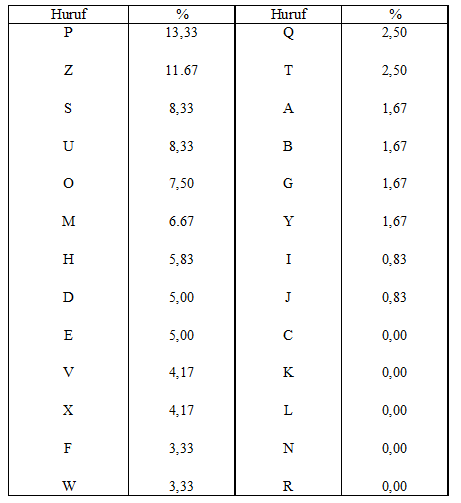 Huruf % Huruf %
P 13,33 Q 2,50
Z 11.67 T 2,50
S 8,33 A 1,67
U 8,33 B 1,67
O 7,50 G 1,67
M 6.67 Y 1,67
H 5,83 I 0,83
D 5,00 J 0,83
E 5,00 C 0,00
V 4,17 K 0,00
X 4,17 L 0,00
F 3,33 N 0,00
W 3,33 R 0,00